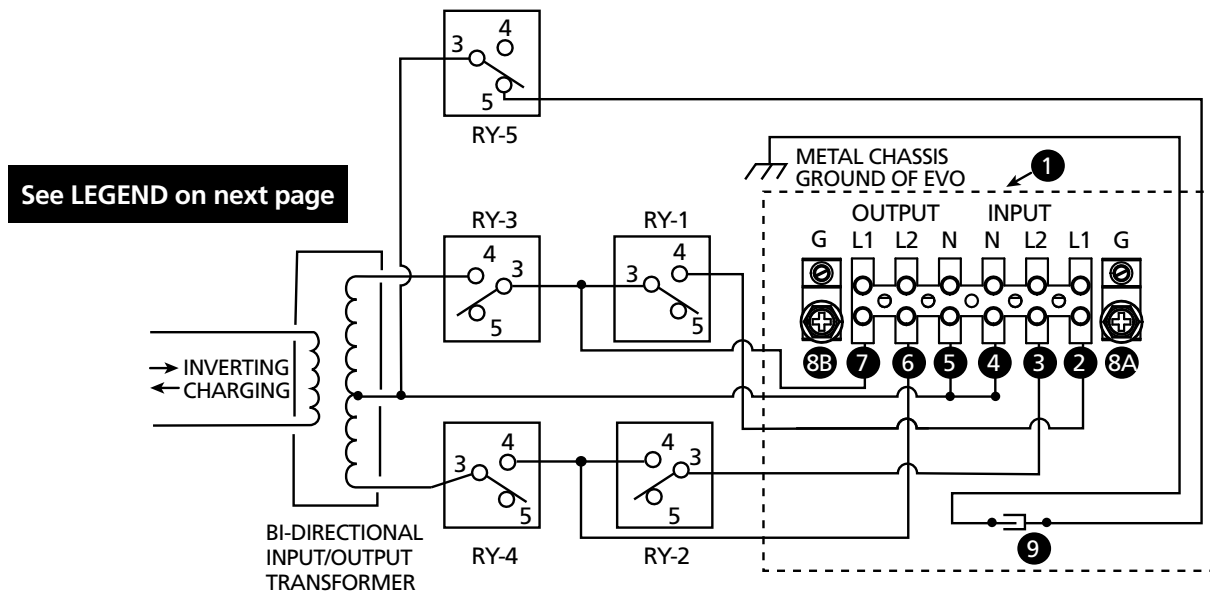 4
3
5
RY-5
METAL CHASSIS
GROUND OF EVO
1
See LEGEND on next page
OUTPUT INPUT
G L1 L2 N N L2 L1 G
RY-3
4
3
5
RY-1
4
3
5
8B 7 6 5 4 3 2 8A
INVERTING
CHARGING
4
3
5
RY-4
4
3
5
RY-2
9
BI-DIRECTIONAL
INPUT/OUTPUT
TRANSFORMER